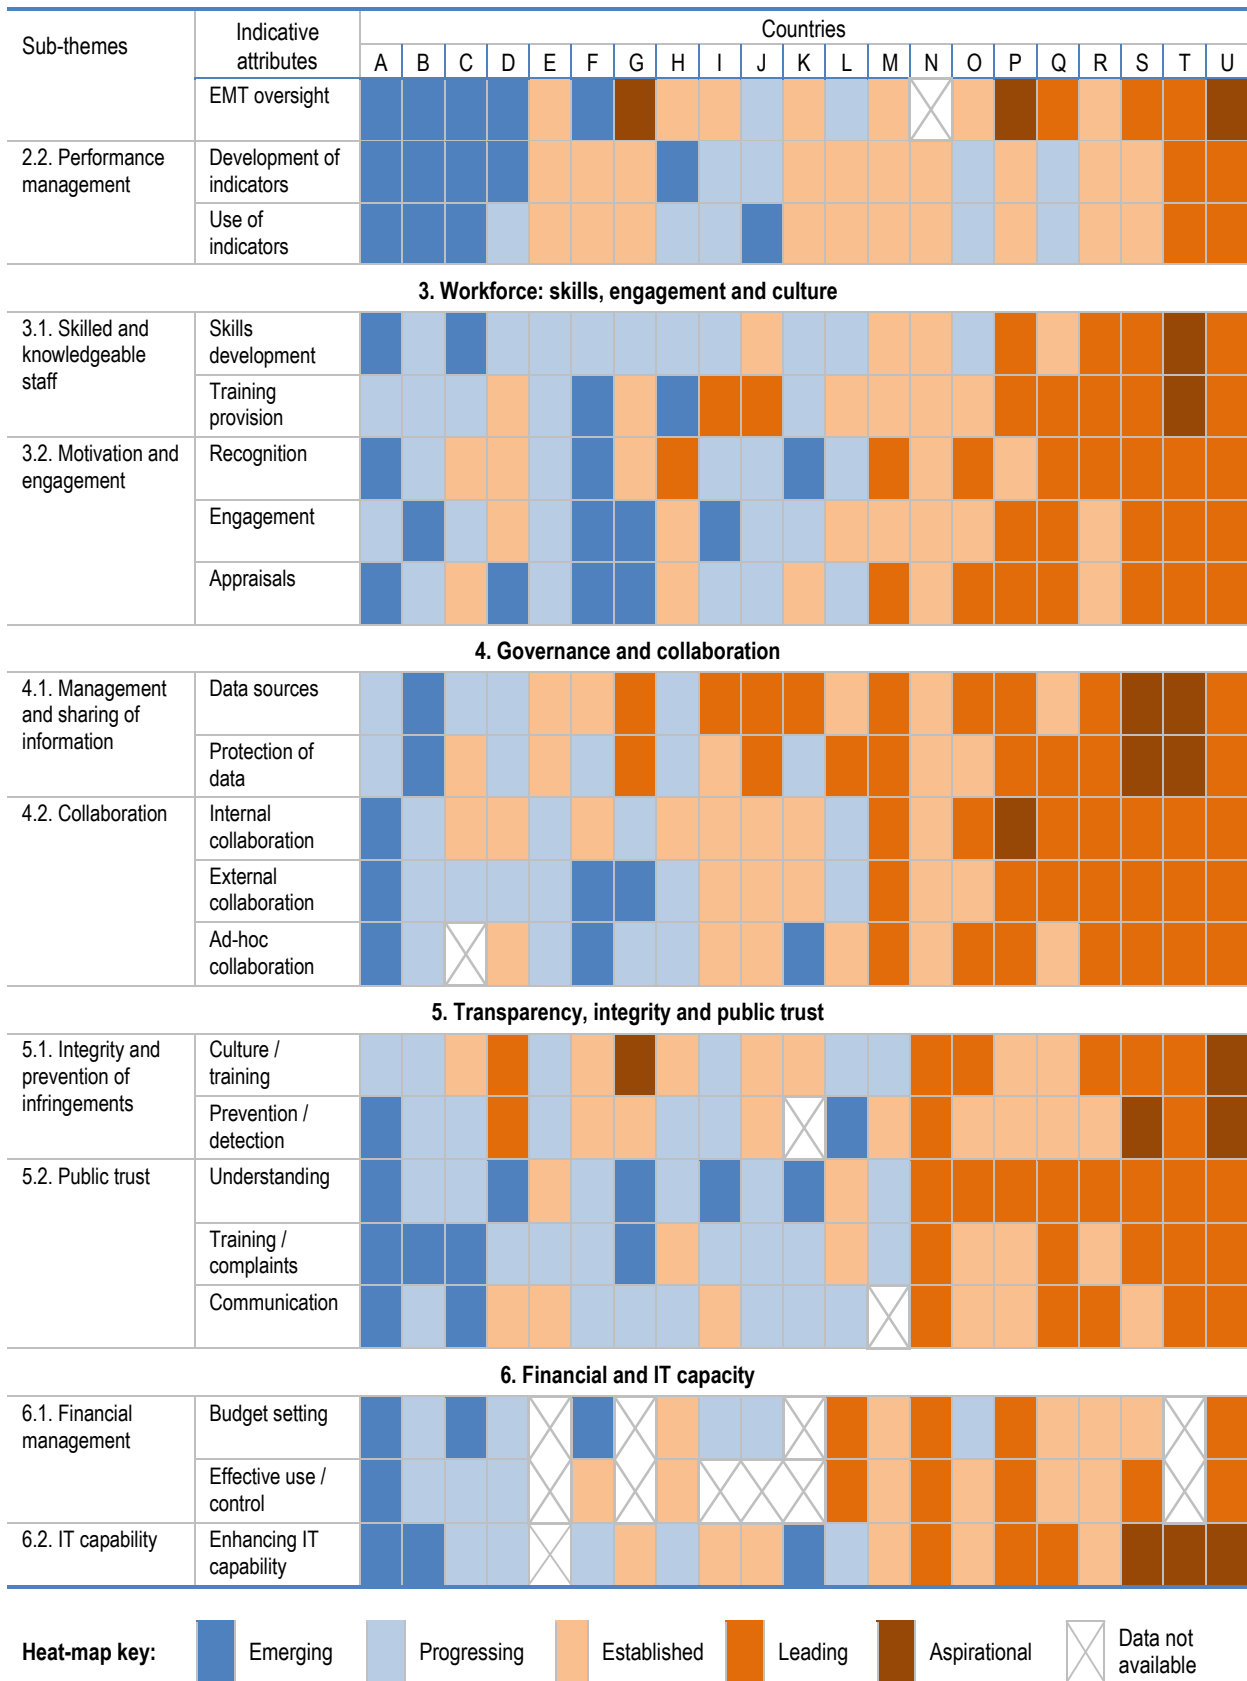 Sub-themes
Indicative
attributes
Countries
A B C D E F G H I J K L M N O P Q R S T U
EMT oversight
2.2. Performance
management
Development of
indicators
Use of
indicators
3. Workforce: skills, engagement and culture
3.1. Skilled and
knowledgeable
staff
Skills
development
Training
provision
3.2. Motivation and
engagement
Recognition
Engagement
Appraisals
4. Governance and collaboration
4.1. Management
and sharing of
information
Data sources
Protection of
data
4.2. Collaboration
Internal
collaboration
External
collaboration
Ad-hoc
collaboration
5. Transparency, integrity and public trust
5.1. Integrity and
prevention of
infringements
Culture /
training
Prevention /
detection
5.2. Public trust
Understanding
Training /
complaints
Communication
6. Financial and IT capacity
6.1. Financial
management
Budget setting
Effective use /
control
6.2. IT capability
Enhancing IT
capability
Heat-map key:
Emerging
Progressing
Established
Leading
Aspirational
Data not
available